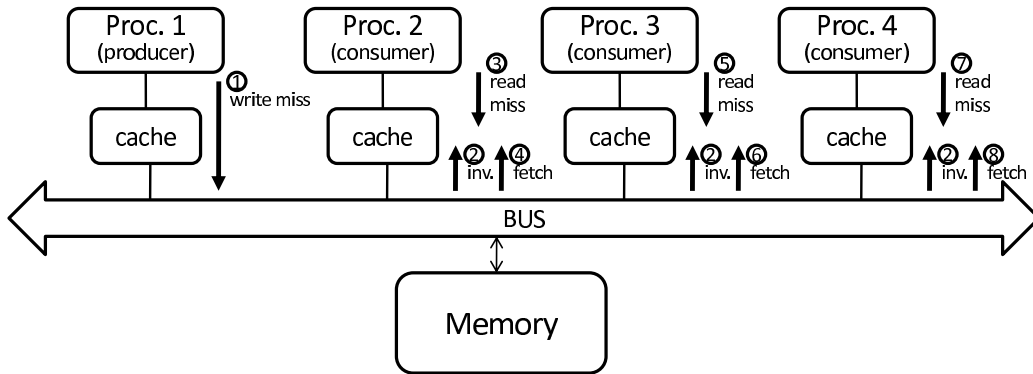 Proc. 1
(producer)
① write miss
cache
Proc. 2
(consumer)
③ read
miss
cache
② inv.
④ fetch
Proc. 3
(consumer)
⑤ read
miss
cache
② inv.
⑥ fetch
Proc. 4
(consumer)
⑦ read
miss
cache
② inv.
⑧ fetch
BUS
Memory